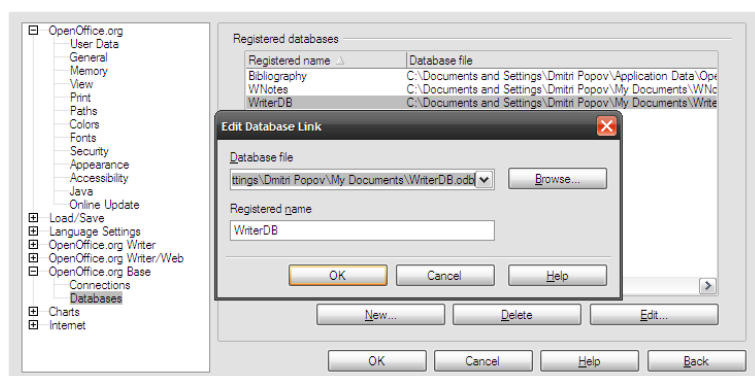 OpenOffice.org
User Data
General
Memory
View
Print
Paths
Colors
Fonts
Security
Appearance
Accessibility
Java
Online Update
Load/Save
Language Settings
OpenOffice.org Writer
OpenOffice.org Writer/Web
OpenOffice.org Base
Connections
Databases
Charts
Internet
Registered databases
Registered name Database file
Bibliography C:\Documents and Settings\Dmitri Popov\Application Data\Ope
WNotes C:\Documents and Settings\Dmitri Popov\My Documents\WNo
WriterDB C:\Documents and Settings\Dmitri Popov\My Documents\Write
Edit Database Link
Database file
ttings\Dmitri Popov\My Documents\WriterDB.odb Browse...
Registered name
WriterDB
OK Cancel Help
New... Delete Edit...
OK Cancel Help Back